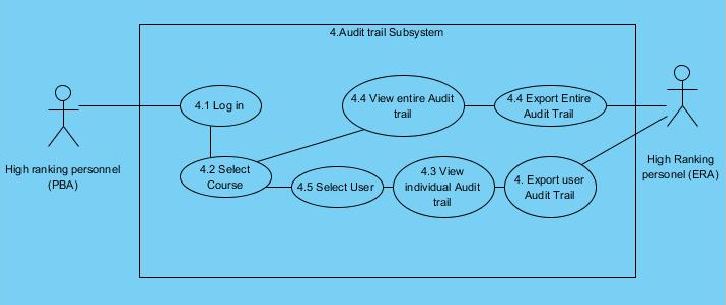 4.Audit trail Subsystem
4.1 Log in
4.4 View entire Audit
trail
4.4 Export Entire
Audit Trail
High ranking personnel
(PBA)
High Ranking
personel (ERA)
4.2 Select
Course
4.5 Select User
4.3 View
individual Audit
trail
4. Export user
Audit Trail